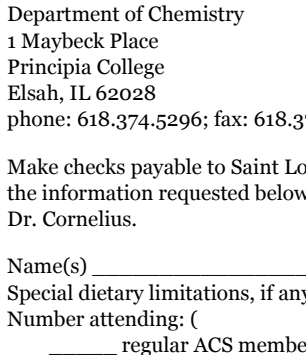 Department of Chemistry
1 Maybeck Place
Principia College
Elsah, IL 62028
phone: 618.374.5296; fax: 618.3
Make checks payable to Saint Lo
the information requested below
Dr. Cornelius.
Name(s) ___________________
Special dietary limitations, if any
Number attending: (
_____ regular ACS membe